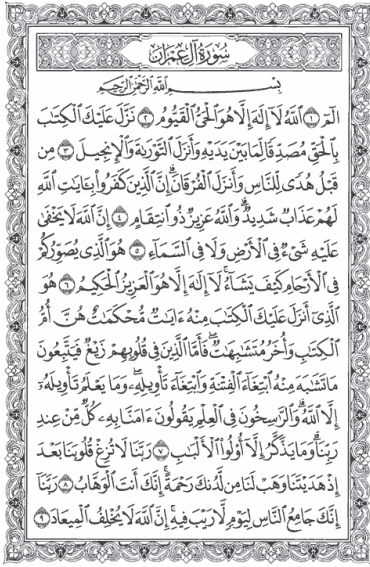 سُورَةُ آلِ عِمْرَانَ
بِسْمِ ٱللَّهِ ٱلرَّحْمَٰنِ ٱلرَّحِيمِ
الٓمٓ ١ ٱللَّهُ لَآ إِلَٰهَ إِلَّا هُوَ ٱلْحَىُّ ٱلْقَيُّومُ ٢ نَزَّلَ عَلَيْكَ ٱلْكِتَٰبَ
بِٱلْحَقِّ مُصَدِّقًا لِّمَا بَيْنَ يَدَيْهِ وَأَنزَلَ ٱلتَّوْرَىٰةَ وَٱلْإِنجِيلَ ٣ مِن
قَبْلُ هُدًى لِّلنَّاسِ وَأَنزَلَ ٱلْفُرْقَانَ ۗ إِنَّ ٱلَّذِينَ كَفَرُوا۟ بِـَٔايَٰتِ ٱللَّهِ
لَهُمْ عَذَابٌ شَدِيدٌ ۗ وَٱللَّهُ عَزِيزٌ ذُو ٱنتِقَامٍ ٤ إِنَّ ٱللَّهَ لَا يَخْفَىٰ
عَلَيْهِ شَىْءٌ فِى ٱلْأَرْضِ وَلَا فِى ٱلسَّمَآءِ ٥ هُوَ ٱلَّذِى يُصَوِّرُكُمْ
فِى ٱلْأَرْحَامِ كَيْفَ يَشَآءُ ۚ لَآ إِلَٰهَ إِلَّا هُوَ ٱلْعَزِيزُ ٱلْحَكِيمُ ٦ هُوَ
ٱلَّذِىٓ أَنزَلَ عَلَيْكَ ٱلْكِتَٰبَ مِنْهُ ءَايَٰتٌ مُّحْكَمَٰتٌ هُنَّ أُمُّ
ٱلْكِتَٰبِ وَأُخَرُ مُتَشَٰبِهَٰتٌ ۖ فَأَمَّا ٱلَّذِينَ فِى قُلُوبِهِمْ زَيْغٌ فَيَتَّبِعُونَ
مَا تَشَٰبَهَ مِنْهُ ٱبْتِغَآءَ ٱلْفِتْنَةِ وَٱبْتِغَآءَ تَأْوِيلِهِۦ ۗ وَمَا يَعْلَمُ تَأْوِيلَهُۥٓ
إِلَّا ٱللَّهُ ۗ وَٱلرَّٰسِخُونَ فِى ٱلْعِلْمِ يَقُولُونَ ءَامَنَّا بِهِۦ كُلٌّ مِّنْ عِندِ
رَبِّنَا ۗ وَمَا يَذَّكَّرُ إِلَّآ أُو۟لُوا۟ ٱلْأَلْبَٰبِ ٧ رَبَّنَا لَا تُزِغْ قُلُوبَنَا بَعْدَ
إِذْ هَدَيْتَنَا وَهَبْ لَنَا مِن لَّدُنكَ رَحْمَةً ۚ إِنَّكَ أَنتَ ٱلْوَهَّابُ ٨ رَبَّنَآ
إِنَّكَ جَامِعُ ٱلنَّاسِ لِيَوْمٍ لَّا رَيْبَ فِيهِ ۚ إِنَّ ٱللَّهَ لَا يُخْلِفُ ٱلْمِيعَادَ ٩